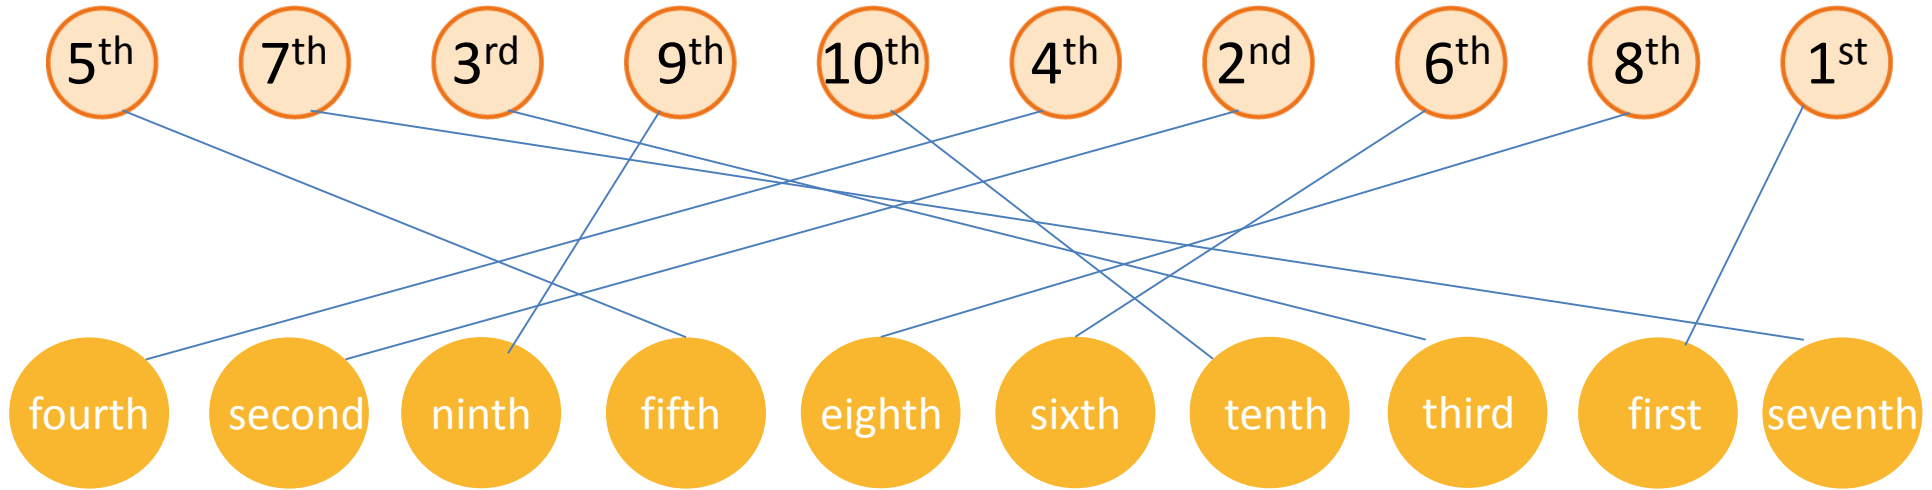 5th 7th 3rd 9th 10th 4th 2nd 6th 8th 1st
fourth second ninth fifth eighth sixth tenth third first seventh